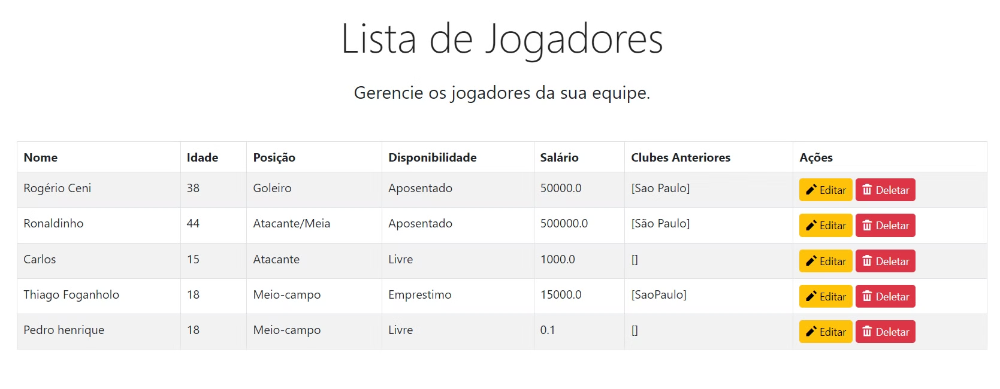 Lista de Jogadores
Gerencie os jogadores da sua equipe.
Nome Idade Posição Disponibilidade Salário Clubes Anteriores Ações
Rogério Ceni 38 Goleiro Aposentado 50000.0 [Sao Paulo] Editar Deletar
Ronaldinho 44 Atacante/Meia Aposentado 500000.0 [São Paulo] Editar Deletar
Carlos 15 Atacante Livre 1000.0 [] Editar Deletar
Thiago Foganholo 18 Meio-campo Emprestimo 15000.0 [SaoPaulo] Editar Deletar
Pedro henrique 18 Meio-campo Livre 0.1 [] Editar Deletar